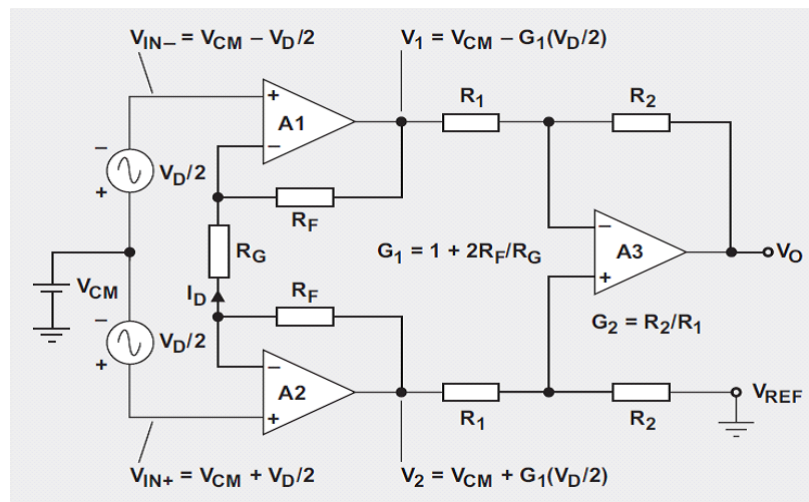 V_IN− = V_CM − V_D/2
V_1 = V_CM − G_1(V_D/2)
R_1
R_2
+
A1
−
−
+
V_D/2
R_F
R_G
G_1 = 1 + 2R_F/R_G
−
A3
+
V_O
V_CM
I_D
R_F
G_2 = R_2/R_1
−
+
V_D/2
−
A2
+
V_REF
R_1
R_2
V_IN+ = V_CM + V_D/2
V_2 = V_CM + G_1(V_D/2)